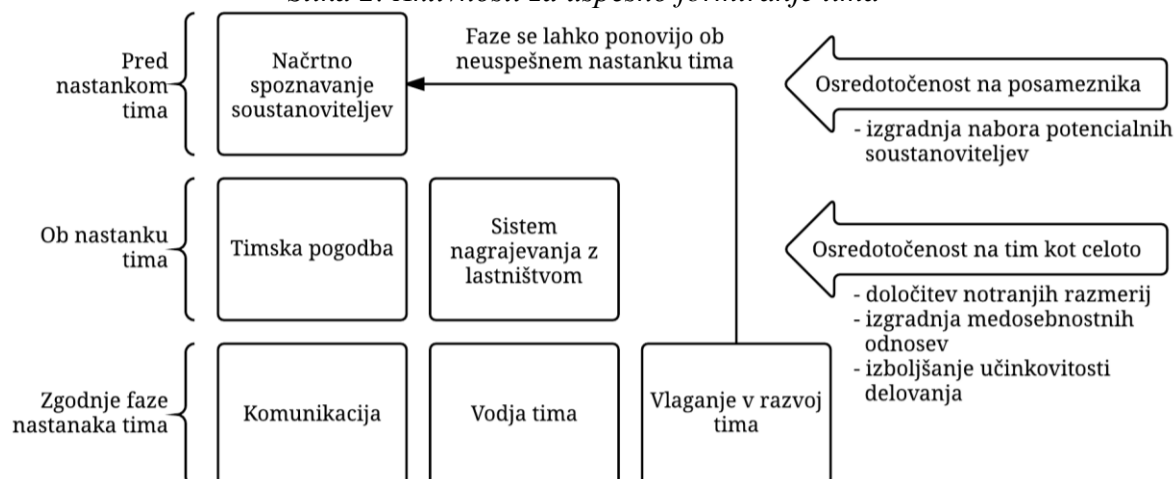 Pred
nastankom
tima
Načrtno
spoznavanje
soustanoviteljev
Faze se lahko ponovijo ob
neuspešnem nastanku tima
Osredotočenost na posameznika
- izgradnja nabora potencialnih
soustanoviteljev
Ob nastanku
tima
Timska pogodba
Sistem
nagrajevanja z
lastništvom
Osredotočenost na tim kot celoto
- določitev notranjih razmerij
- izgradnja medosebnostnih
odnosev
- izboljšanje učinkovitosti
delovanja
Zgodnje faze
nastanaka tima
Komunikacija
Vodja tima
Vlaganje v razvoj
tima